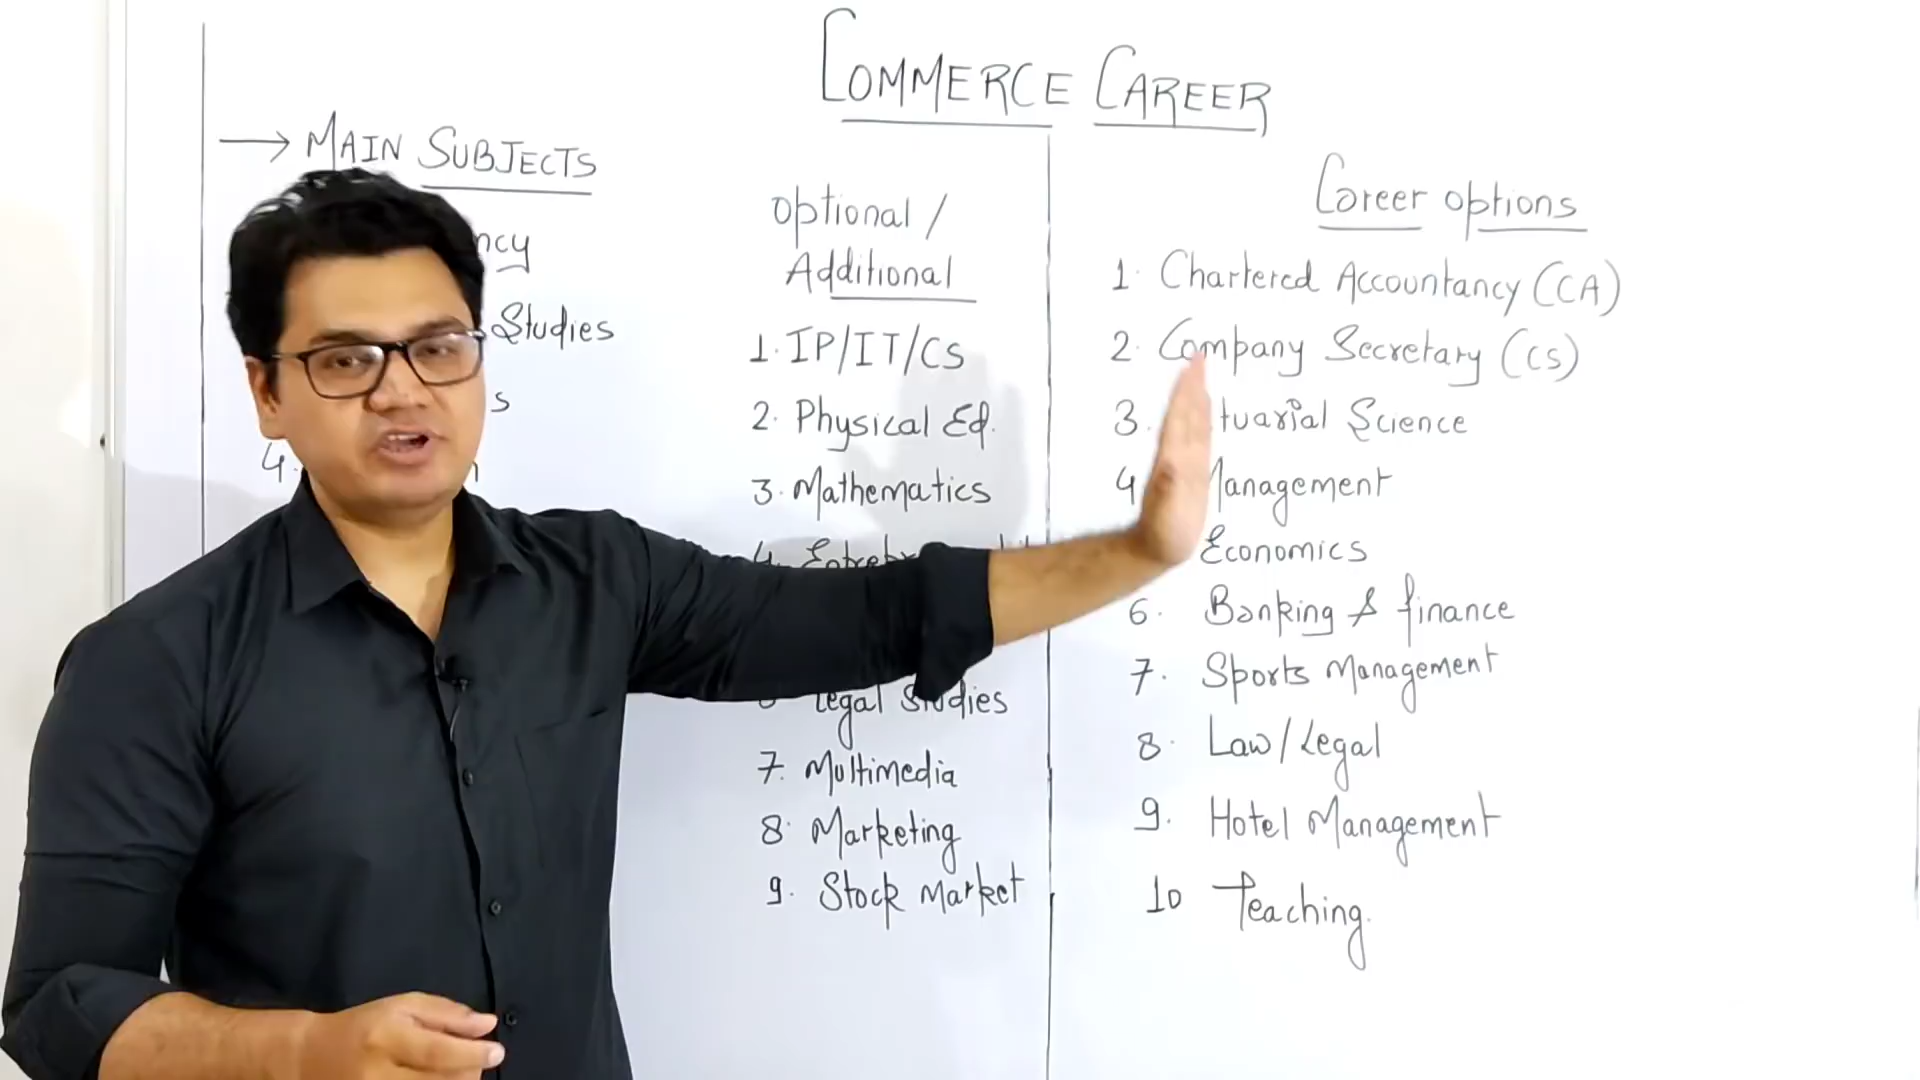 COMMERCE CAREER
→ MAIN SUBJECTS
Studies
4.
Optional /
Additional
1. IP/IT/CS
2. Physical Ed.
3. Mathematics
4.
Legal Studies
7. Multimedia
8. Marketing
9. Stock Market
Career options
1. Chartered Accountancy (CA)
2. Company Secretary (CS)
3. Science
4 Management
Economics
6. Banking & finance
7. Sports Management
8. Law/Legal
9. Hotel Management
10 Teaching.